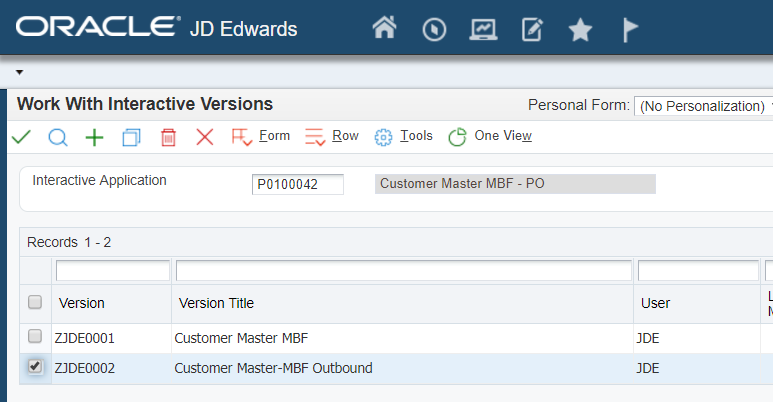 ORACLE JD Edwards
Work With Interactive Versions Personal Form: (No Personalization)
Form Row Tools One View
Interactive Application P0100042 Customer Master MBF - PO
Records 1 - 2
Version Version Title User
ZJDE0001 Customer Master MBF JDE
ZJDE0002 Customer Master-MBF Outbound JDE